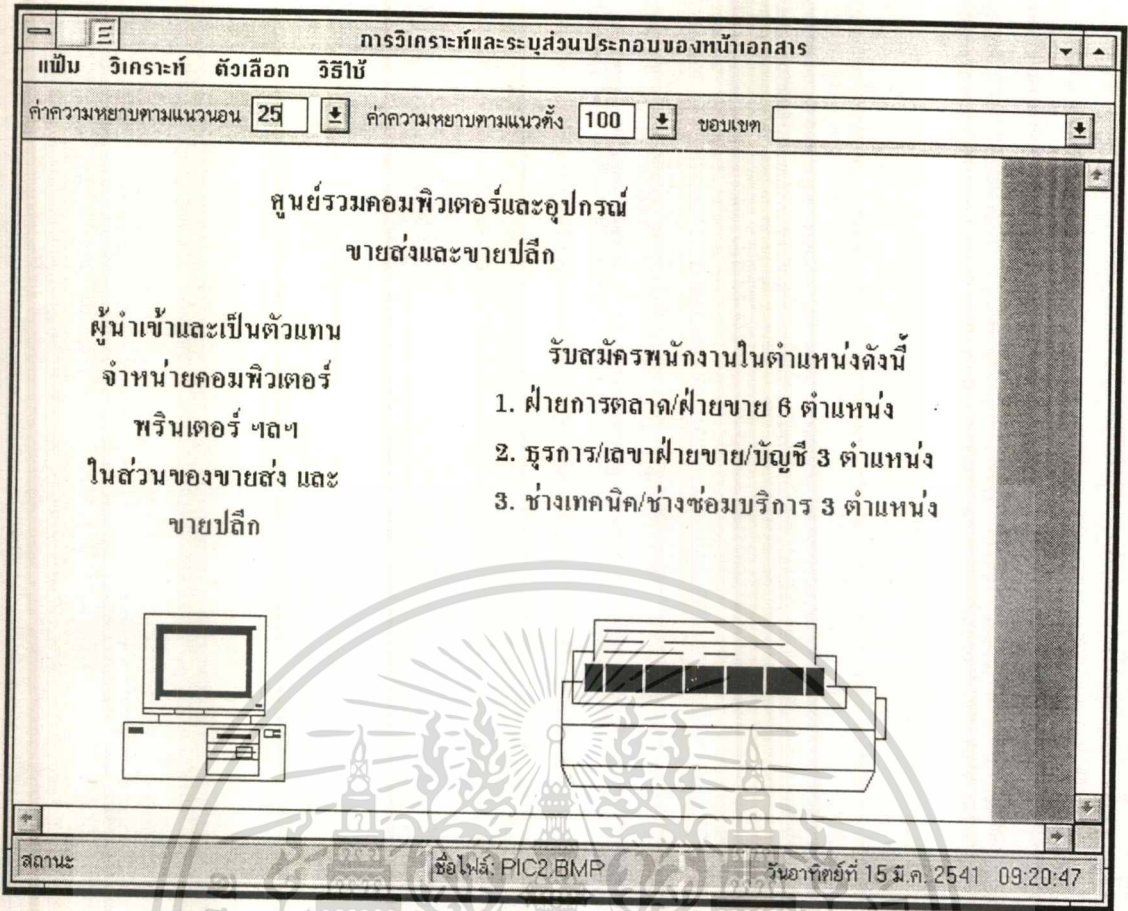 การวิเคราะห์และระบุส่วนประกอบของหน้าเอกสาร
แฟ้ม วิเคราะห์ ตัวเลือก วิธีใช้
ค่าความหยาบตามแนวนอน 25 ค่าความหยาบตามแนวตั้ง 100 ขอบเขต
ศูนย์รวมคอมพิวเตอร์และอุปกรณ์
ขายส่งและขายปลีก
ผู้นำเข้าและเป็นตัวแทน
จำหน่ายคอมพิวเตอร์
พรินเตอร์ ฯลฯ
ในส่วนของขายส่ง และ
ขายปลีก
รับสมัครพนักงานในตำแหน่งดังนี้
1. ฝ่ายการตลาด/ฝ่ายขาย 6 ตำแหน่ง
2. ธุรการ/เลขาฝ่ายขาย/บัญชี 3 ตำแหน่ง
3. ช่างเทคนิค/ช่างซ่อมบริการ 3 ตำแหน่ง
สถานะ ชื่อไฟล์: PIC2.BMP วันอาทิตย์ที่ 15 มี.ค. 2541 09:20:47